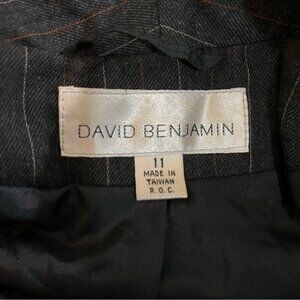 DAVID BENJAMIN
11
MADE IN
TAIWAN
R.O.C.